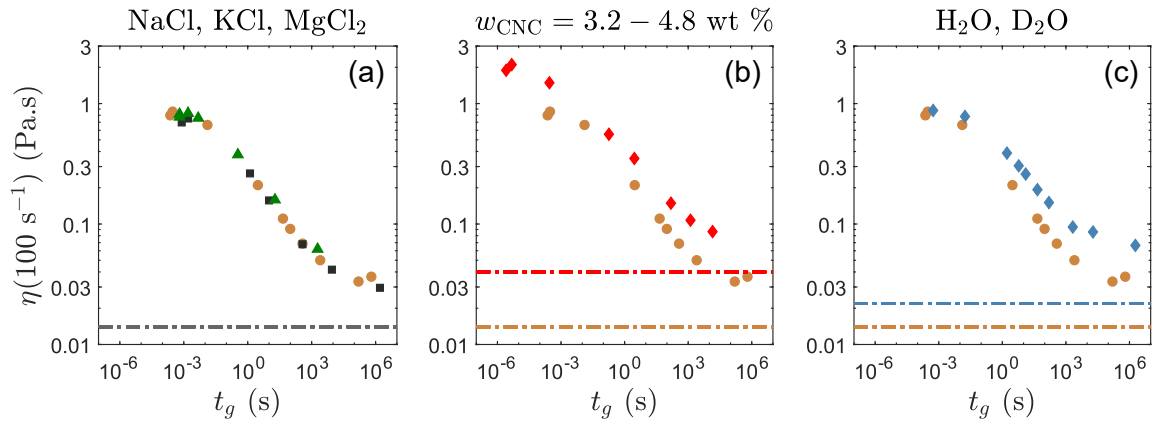 NaCl, KCl, MgCl₂
w_CNC = 3.2 − 4.8 wt %
H₂O, D₂O
η(100 s⁻¹) (Pa.s)
(a)
3
1
0.3
0.1
0.03
0.01
10⁻⁶ 10⁻³ 10⁰ 10³ 10⁶
t_g (s)
(b)
3
1
0.3
0.1
0.03
0.01
10⁻⁶ 10⁻³ 10⁰ 10³ 10⁶
t_g (s)
(c)
3
1
0.3
0.1
0.03
0.01
10⁻⁶ 10⁻³ 10⁰ 10³ 10⁶
t_g (s)